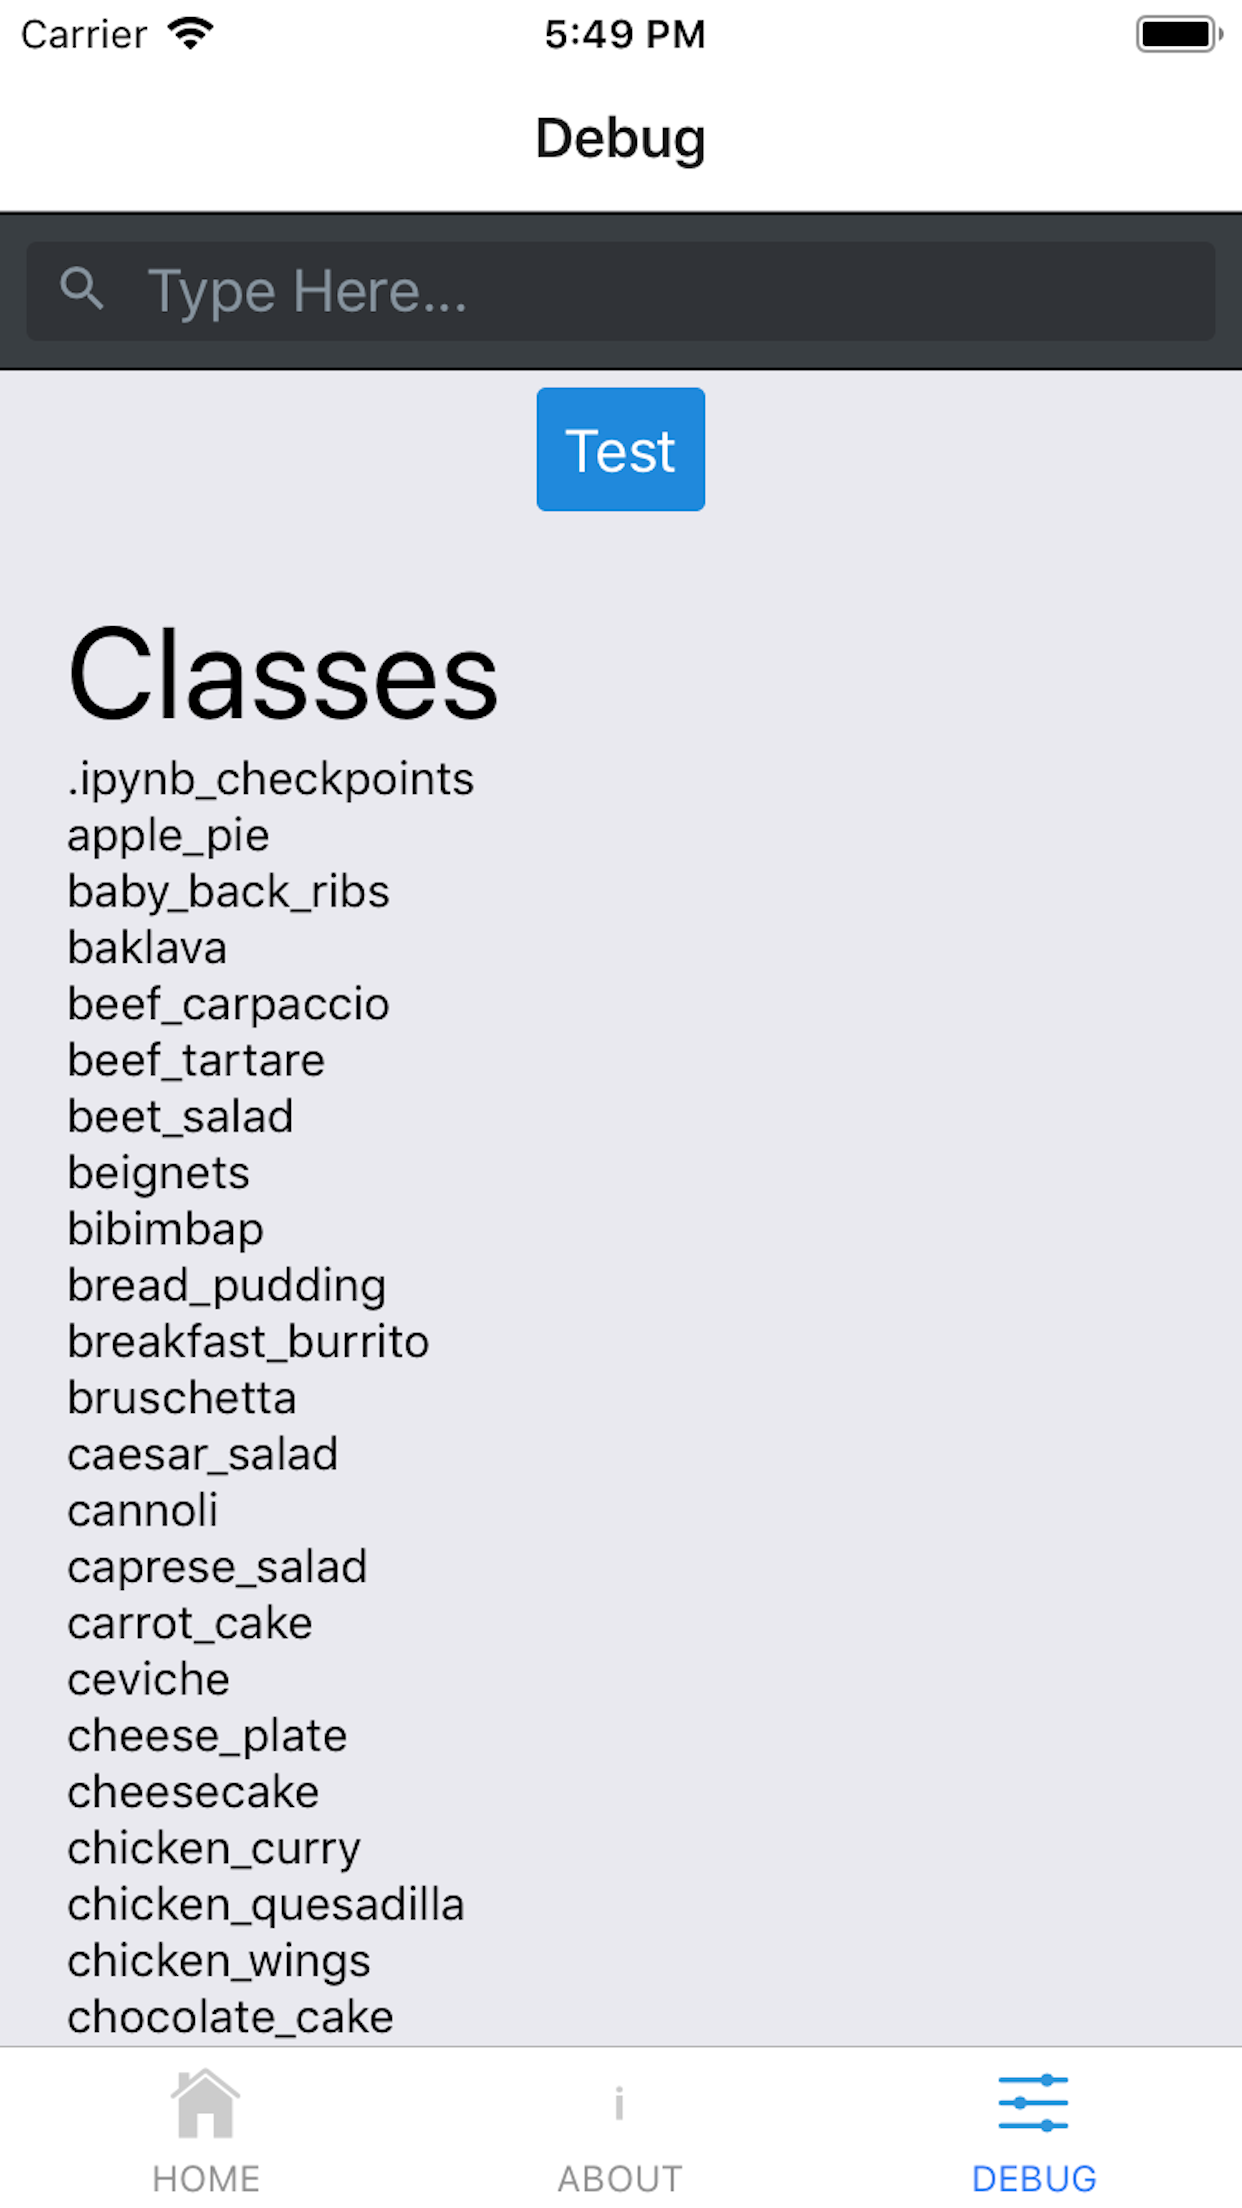 Carrier 5:49 PM
Debug
Type Here...
Test
Classes
.ipynb_checkpoints
apple_pie
baby_back_ribs
baklava
beef_carpaccio
beef_tartare
beet_salad
beignets
bibimbap
bread_pudding
breakfast_burrito
bruschetta
caesar_salad
cannoli
caprese_salad
carrot_cake
ceviche
cheese_plate
cheesecake
chicken_curry
chicken_quesadilla
chicken_wings
chocolate_cake
HOME ABOUT DEBUG